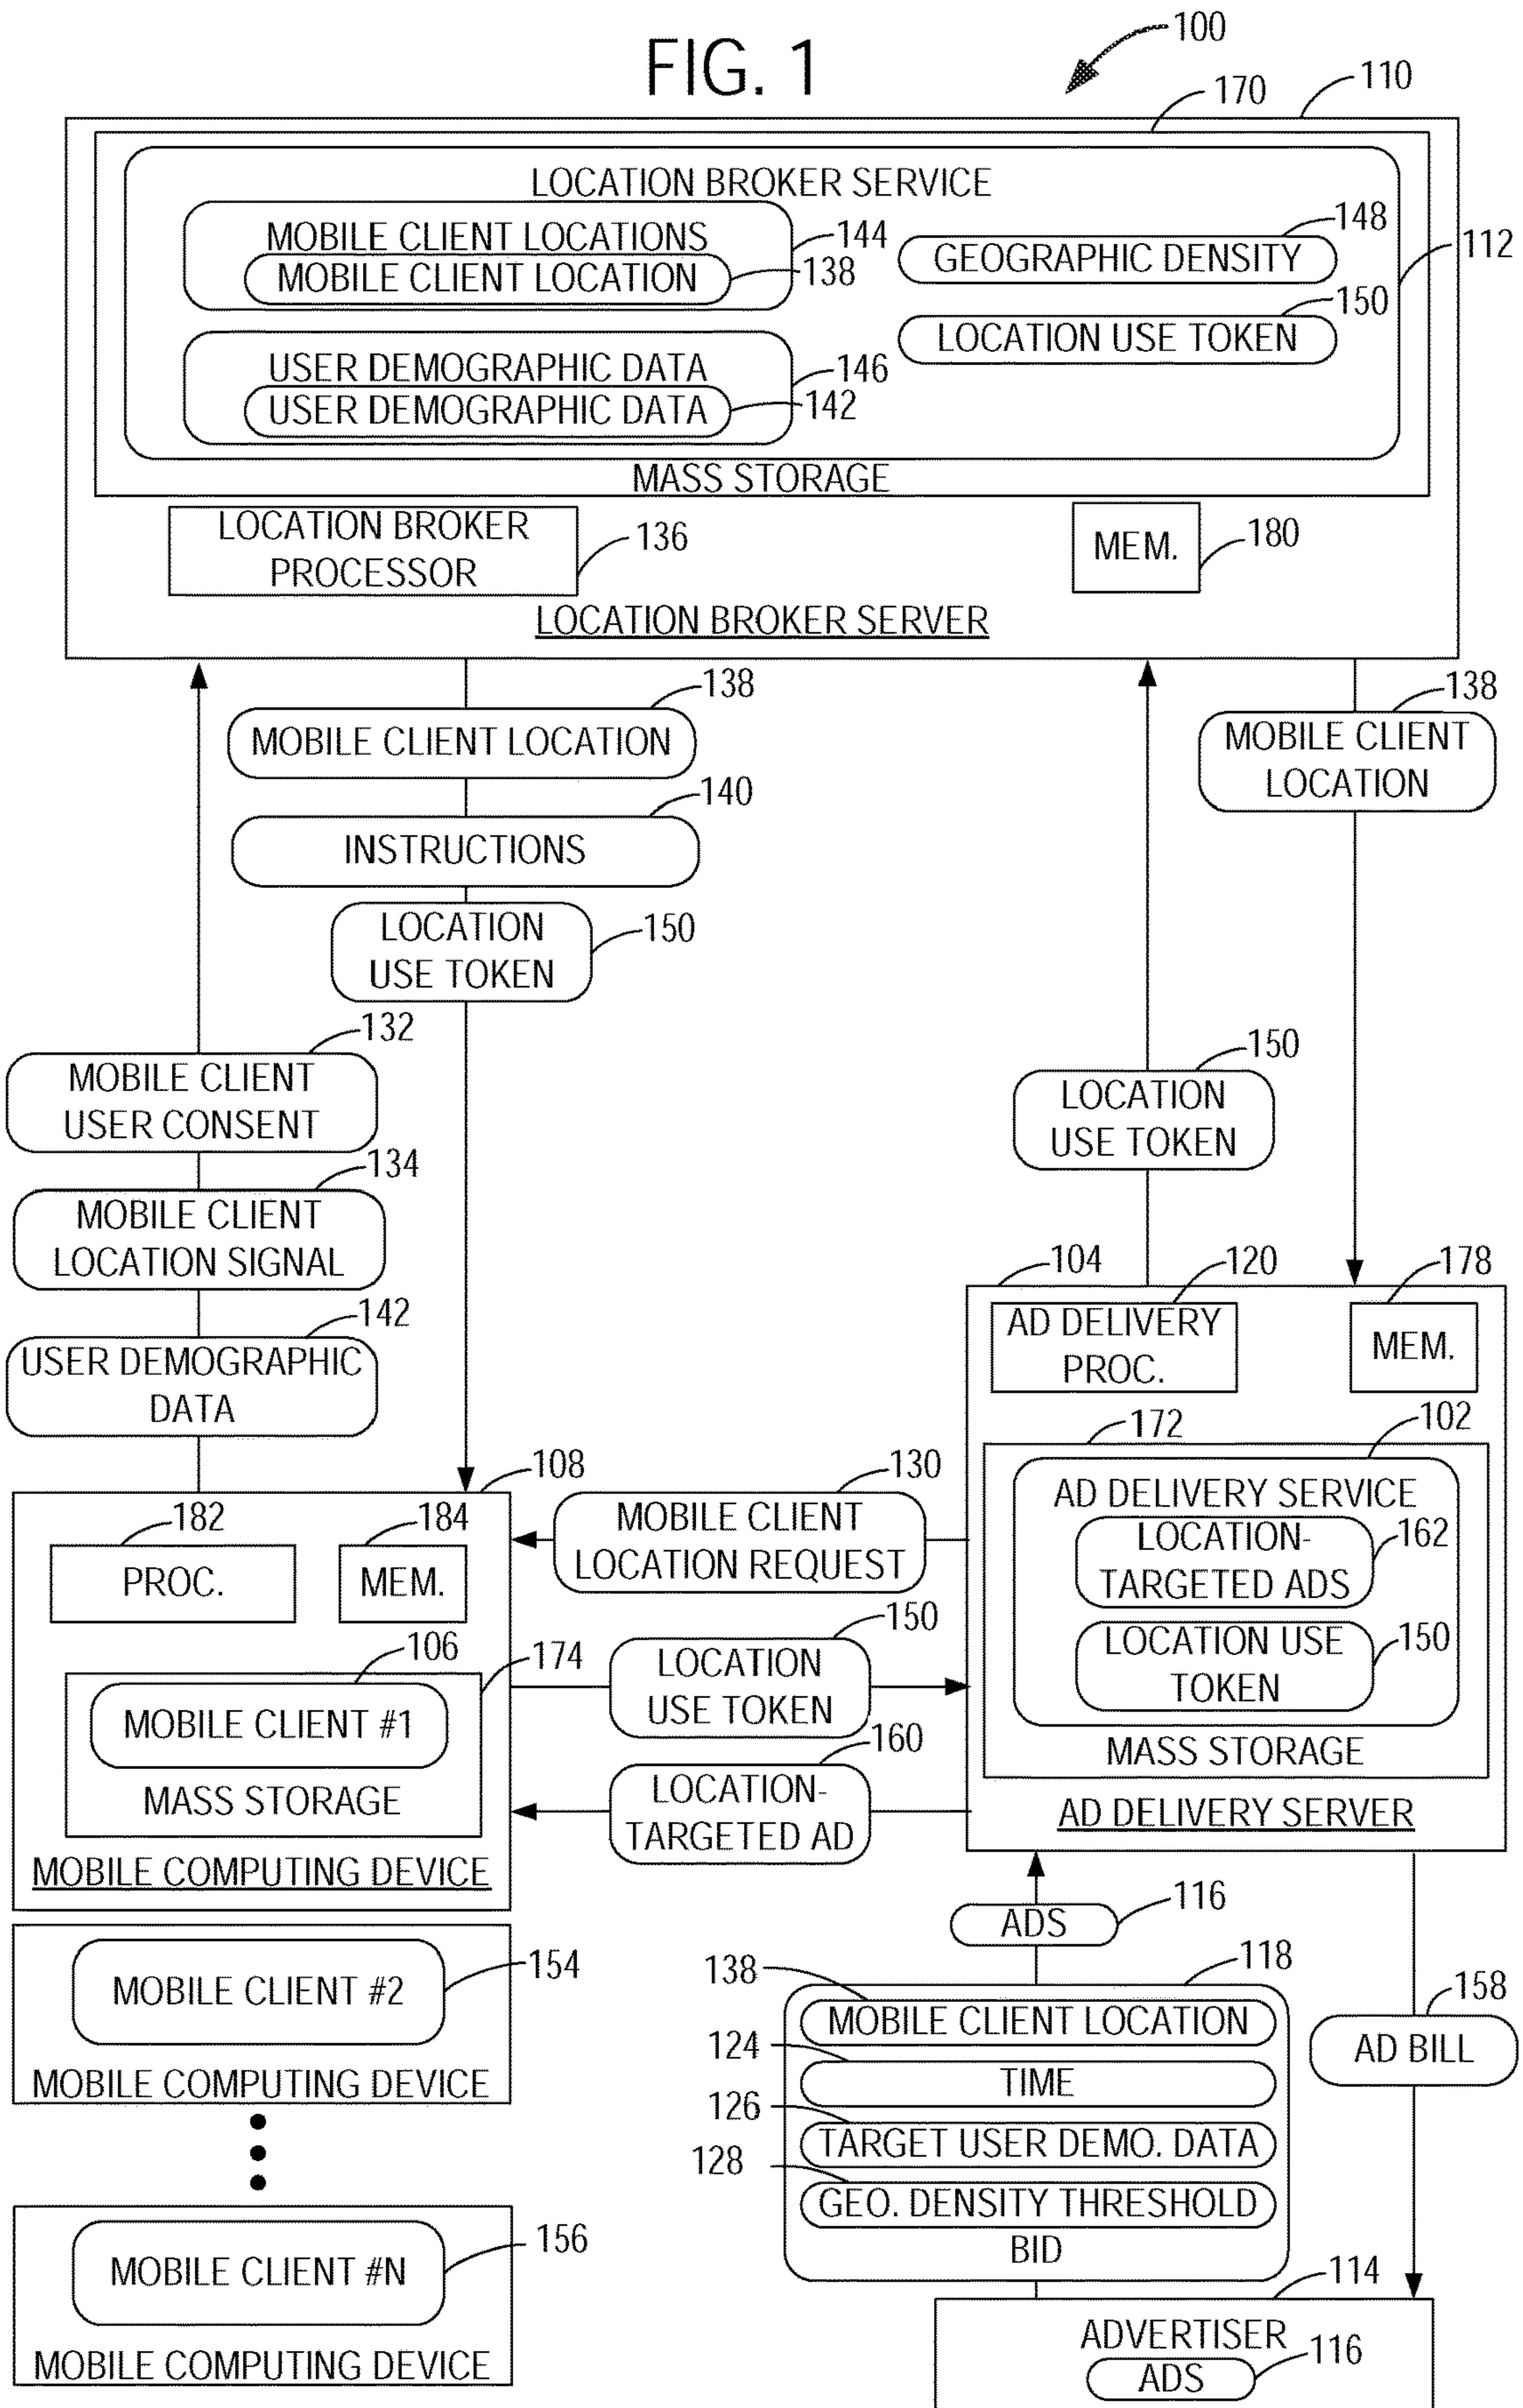 FIG. 1
100
170
110
LOCATION BROKER SERVICE
MOBILE CLIENT LOCATIONS
144
MOBILE CLIENT LOCATION
138
148
GEOGRAPHIC DENSITY
112
150
LOCATION USE TOKEN
USER DEMOGRAPHIC DATA
146
USER DEMOGRAPHIC DATA
142
MASS STORAGE
LOCATION BROKER
PROCESSOR
136
MEM.
180
LOCATION BROKER SERVER
138
MOBILE CLIENT LOCATION
140
INSTRUCTIONS
LOCATION
USE TOKEN
150
138
MOBILE CLIENT
LOCATION
132
MOBILE CLIENT
USER CONSENT
134
MOBILE CLIENT
LOCATION SIGNAL
142
USER DEMOGRAPHIC
DATA
150
LOCATION
USE TOKEN
104
120
178
AD DELIVERY
PROC.
MEM.
172
102
AD DELIVERY SERVICE
LOCATION-
TARGETED ADS
162
LOCATION USE
TOKEN
150
MASS STORAGE
AD DELIVERY SERVER
108
182
184
PROC.
MEM.
106
174
MOBILE CLIENT #1
MASS STORAGE
MOBILE COMPUTING DEVICE
130
MOBILE CLIENT
LOCATION REQUEST
150
LOCATION
USE TOKEN
160
LOCATION-
TARGETED AD
MOBILE CLIENT #2
154
MOBILE COMPUTING DEVICE
MOBILE CLIENT #N
156
MOBILE COMPUTING DEVICE
ADS
116
138
118
MOBILE CLIENT LOCATION
124
TIME
126
TARGET USER DEMO. DATA
128
GEO. DENSITY THRESHOLD
BID
158
AD BILL
114
ADVERTISER
ADS
116